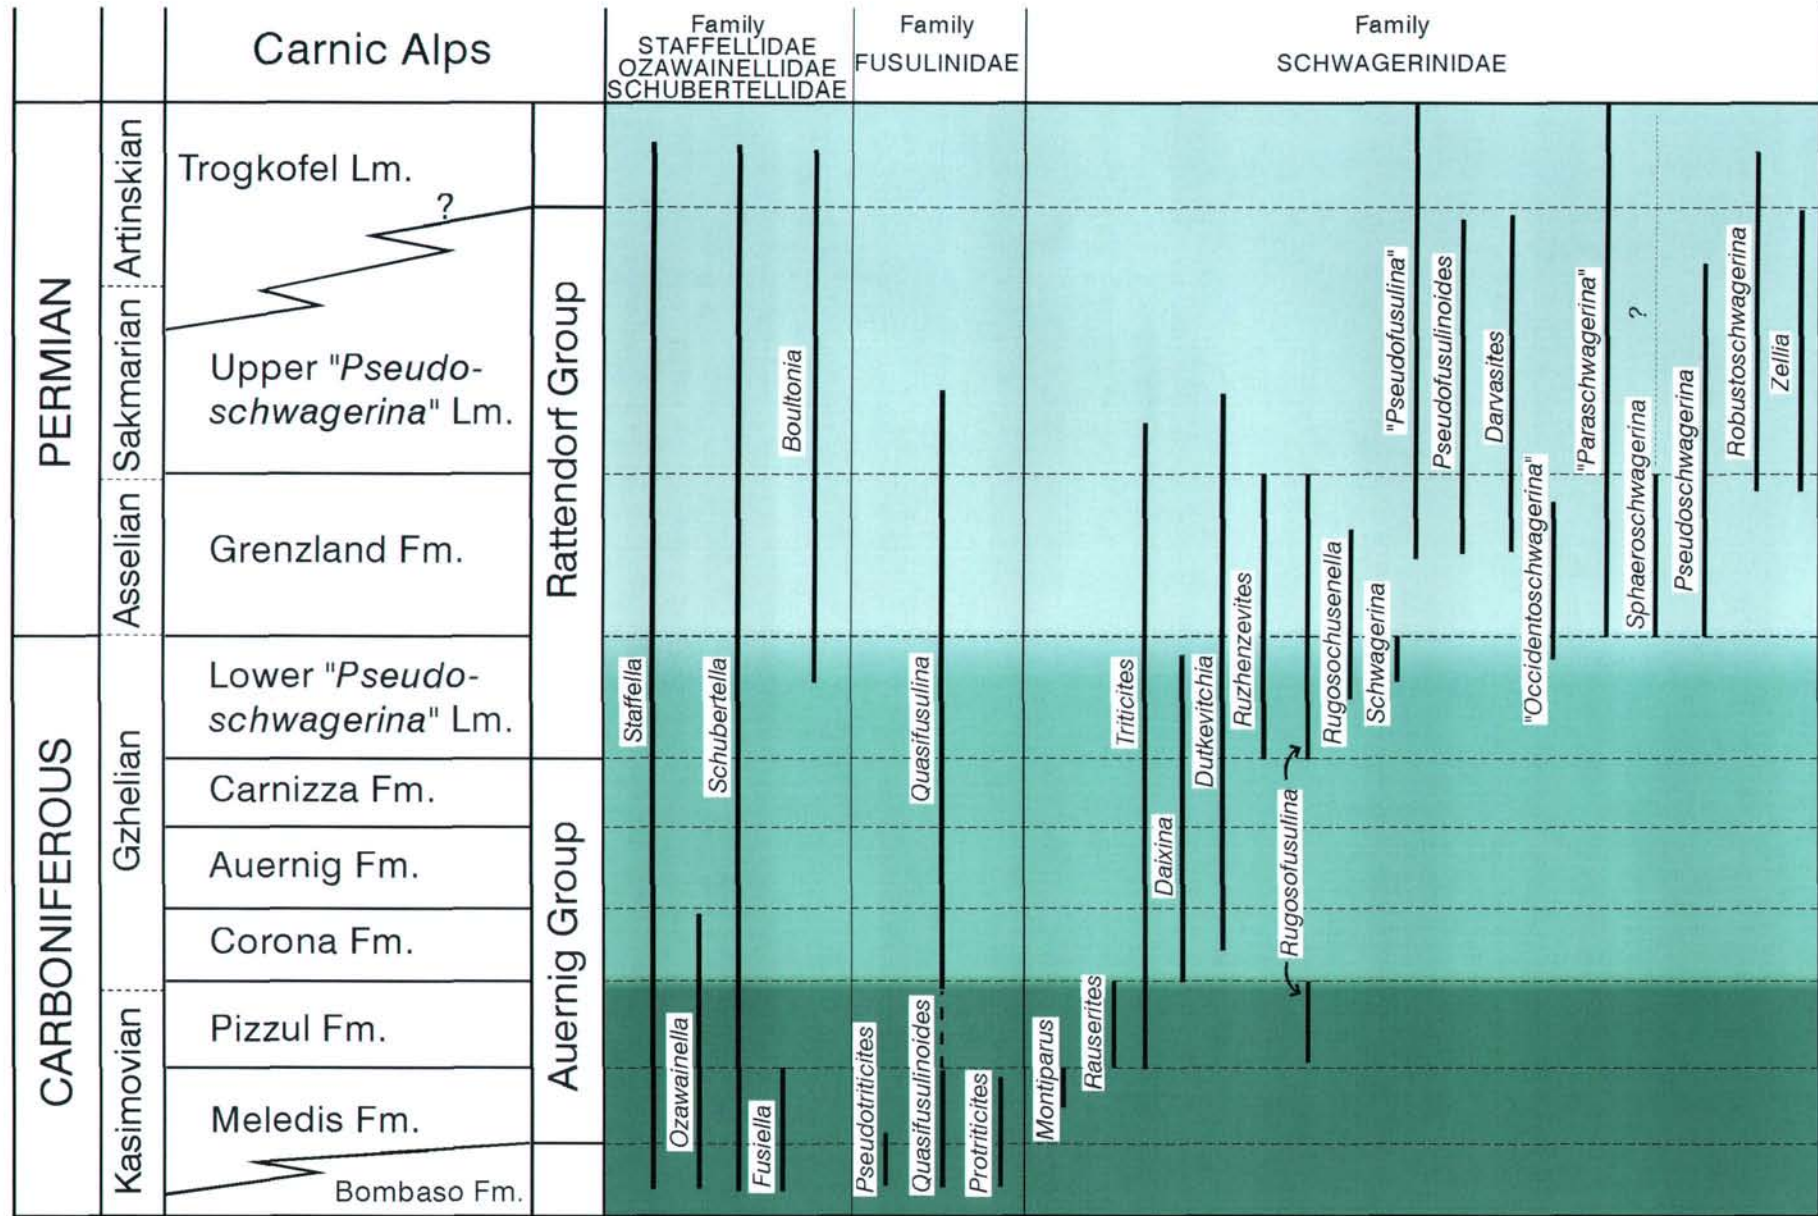 Carnic Alps
Family
STAFFELLIDAE
OZAWAINELLIDAE
SCHUBERTELLIDAE
Family
FUSULINIDAE
Family
SCHWAGERINIDAE
PERMIAN
CARBONIFEROUS
Artinskian
Sakmarian
Asselian
Gzhelian
Kasimovian
Trogkofel Lm.
?
Upper "Pseudo-
schwagerina" Lm.
Grenzland Fm.
Lower "Pseudo-
schwagerina" Lm.
Carnizza Fm.
Auernig Fm.
Corona Fm.
Pizzul Fm.
Meledis Fm.
Bombaso Fm.
Rattendorf Group
Auernig Group
Staffella
Ozawainella
Schubertella
Fusiella
Boultonia
Pseudotriticites
Quasifusulina
Quasifusulinoides
Protriticites
Montiparus
Rauserites
Triticites
Daixina
Dutkevitchia
Ruzhenzevites
Rugosofusulina
Rugosochusenella
Schwagerina
"Pseudofusulina"
Pseudofusulinoides
Darvasites
"Occidentoschwagerina"
"Paraschwagerina"
Sphaeroschwagerina
?
Pseudoschwagerina
Robustoschwagerina
Zellia